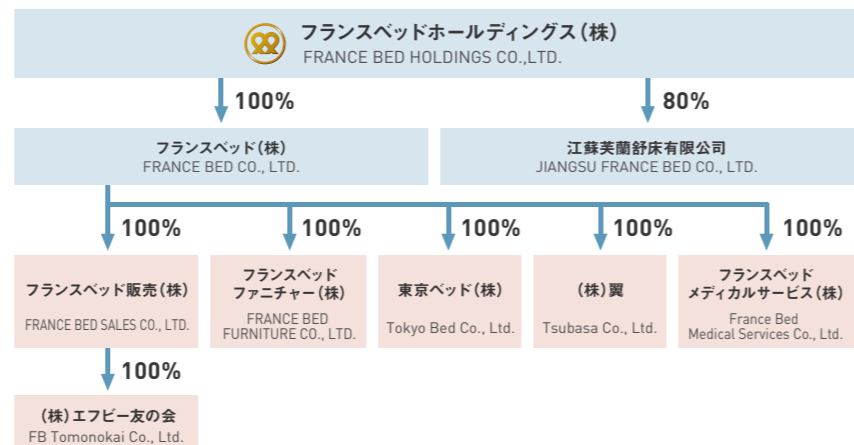 フランスベッドホールディングス(株)
FRANCE BED HOLDINGS CO.,LTD.
100%
80%
フランスベッド(株)
FRANCE BED CO., LTD.
江蘇芙蘭舒床有限公司
JIANGSU FRANCE BED CO., LTD.
100%
100%
100%
100%
100%
フランスベッド販売(株)
FRANCE BED SALES CO., LTD.
フランスベッド
ファニチャー(株)
FRANCE BED
FURNITURE CO., LTD.
東京ベッド(株)
Tokyo Bed Co., Ltd.
(株)翼
Tsubasa Co., Ltd.
フランスベッド
メディカルサービス(株)
France Bed
Medical Services Co., Ltd.
100%
(株)エフビー友の会
FB Tomonokai Co., Ltd.